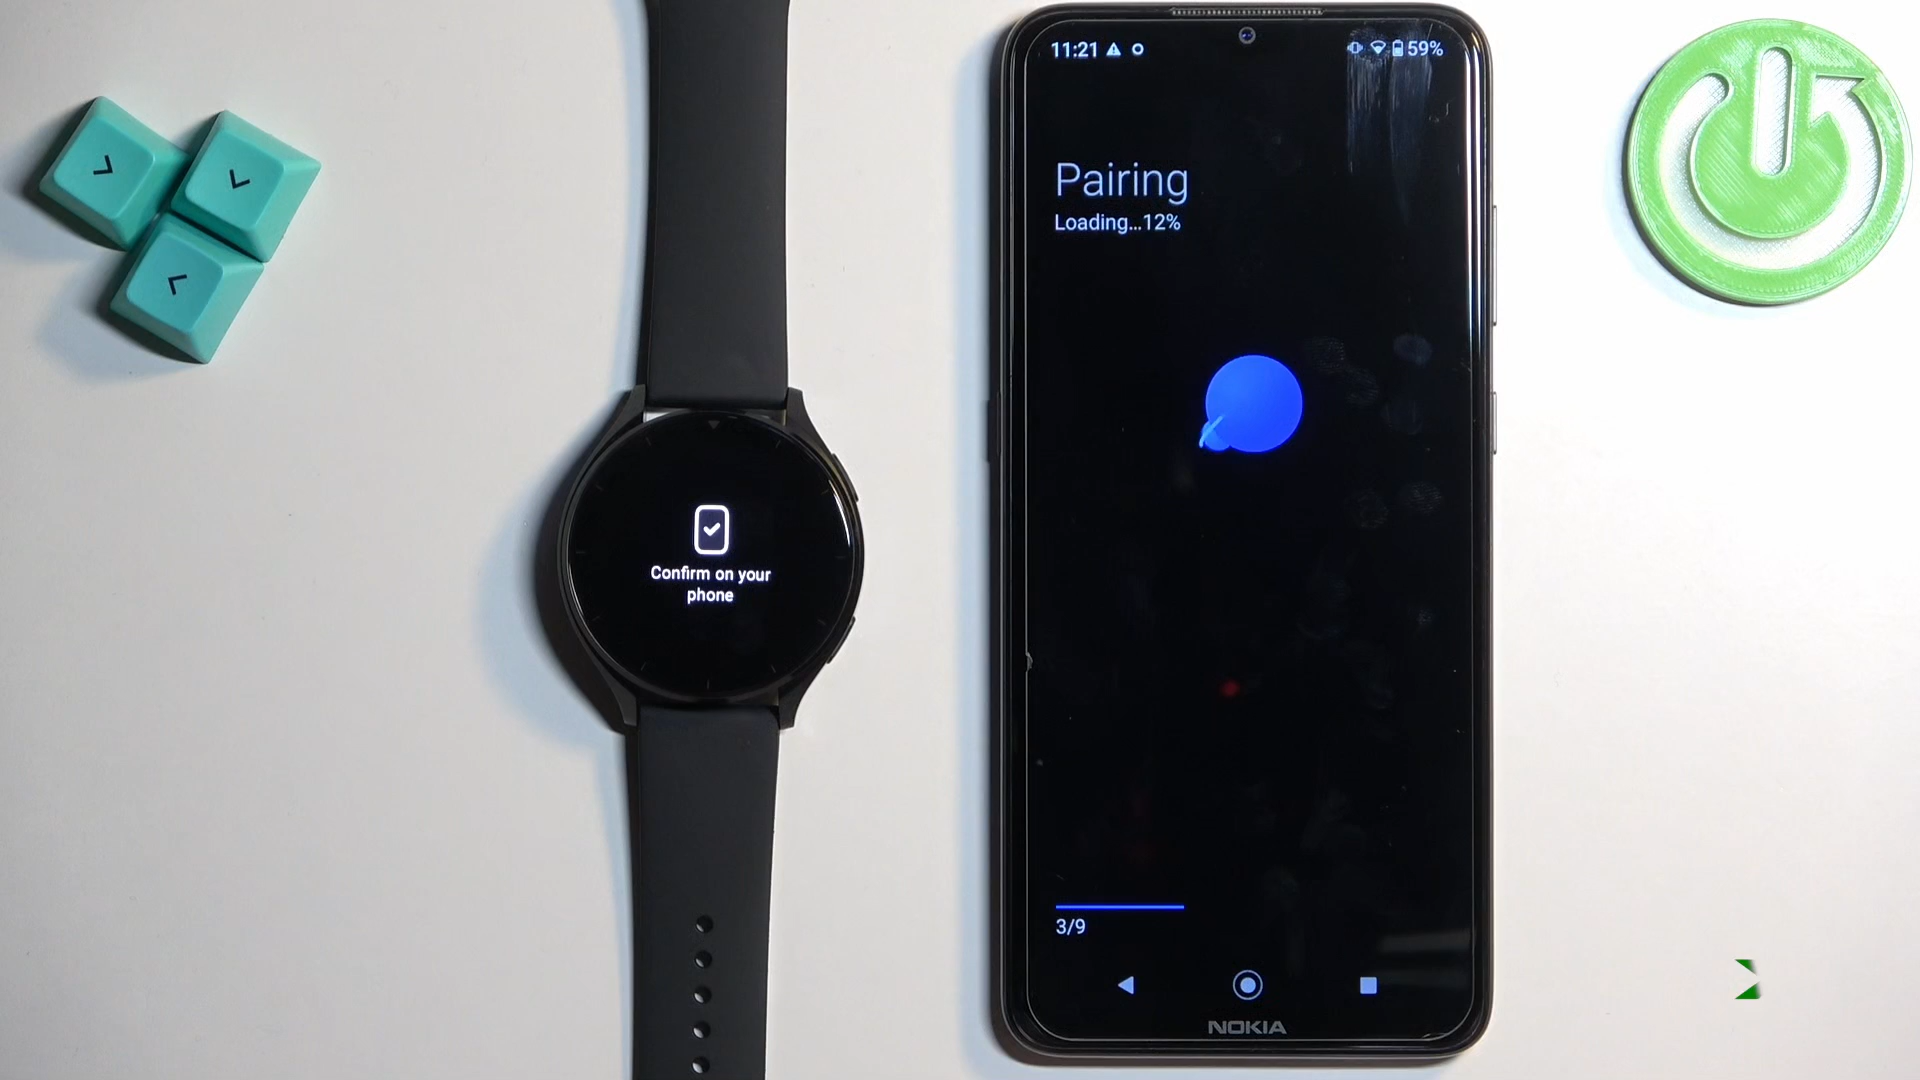 11:21
59%
Pairing
Loading...12%
Confirm on your
phone
3/9
NOKIA